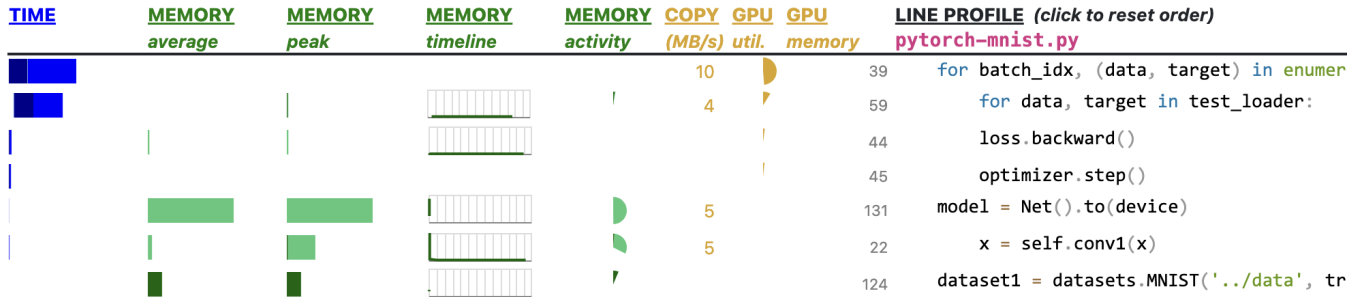 TIME MEMORY MEMORY MEMORY MEMORY COPY GPU GPU LINE PROFILE (click to reset order)
average peak timeline activity (MB/s) util. memory pytorch-mnist.py
10 39 for batch_idx, (data, target) in enumer
4 59 for data, target in test_loader:
44 loss.backward()
45 optimizer.step()
5 131 model = Net().to(device)
5 22 x = self.conv1(x)
124 dataset1 = datasets.MNIST('../data', tr